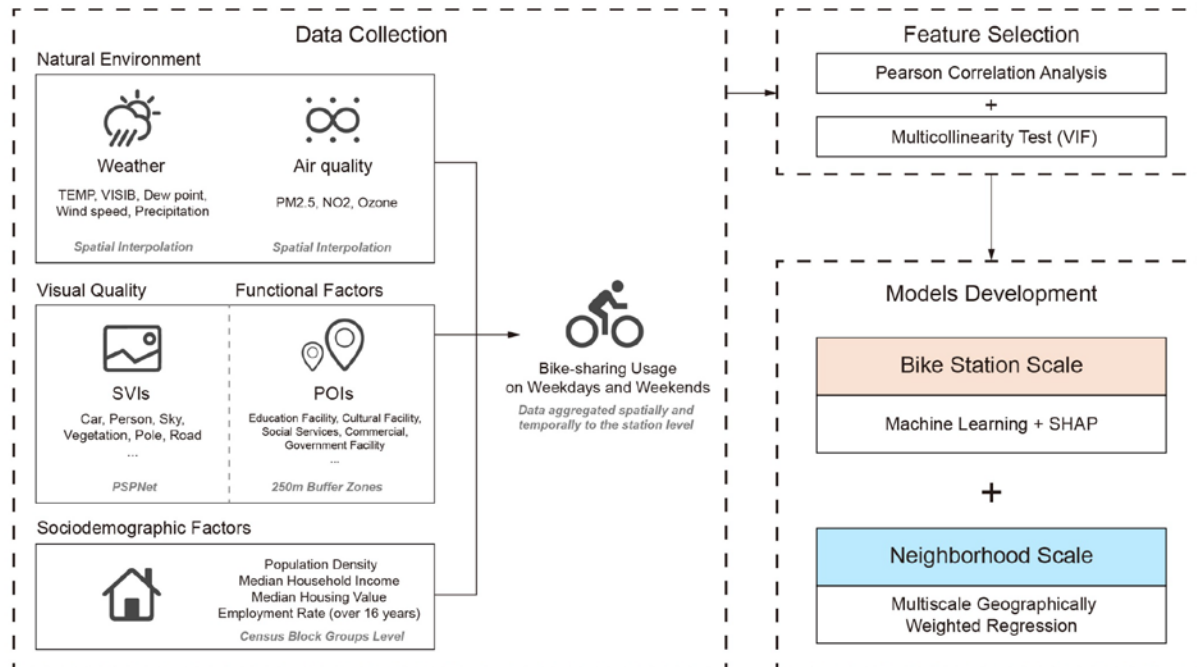 Data Collection
Natural Environment
Weather
TEMP, VISIB, Dew point,
Wind speed, Precipitation
Spatial Interpolation
Air quality
PM2.5, NO2, Ozone
Spatial Interpolation
Visual Quality
SVIs
Car, Person, Sky,
Vegetation, Pole, Road
...
PSPNet
Functional Factors
POIs
Education Facility, Cultural Facility,
Social Services, Commercial,
Government Facility
...
250m Buffer Zones
Sociodemographic Factors
Population Density
Median Household Income
Median Housing Value
Employment Rate (over 16 years)
Census Block Groups Level
Bike-sharing Usage
on Weekdays and Weekends
Data aggregated spatially and
temporally to the station level
Feature Selection
Pearson Correlation Analysis
+
Multicollinearity Test (VIF)
Models Development
Bike Station Scale
Machine Learning + SHAP
+
Neighborhood Scale
Multiscale Geographically
Weighted Regression